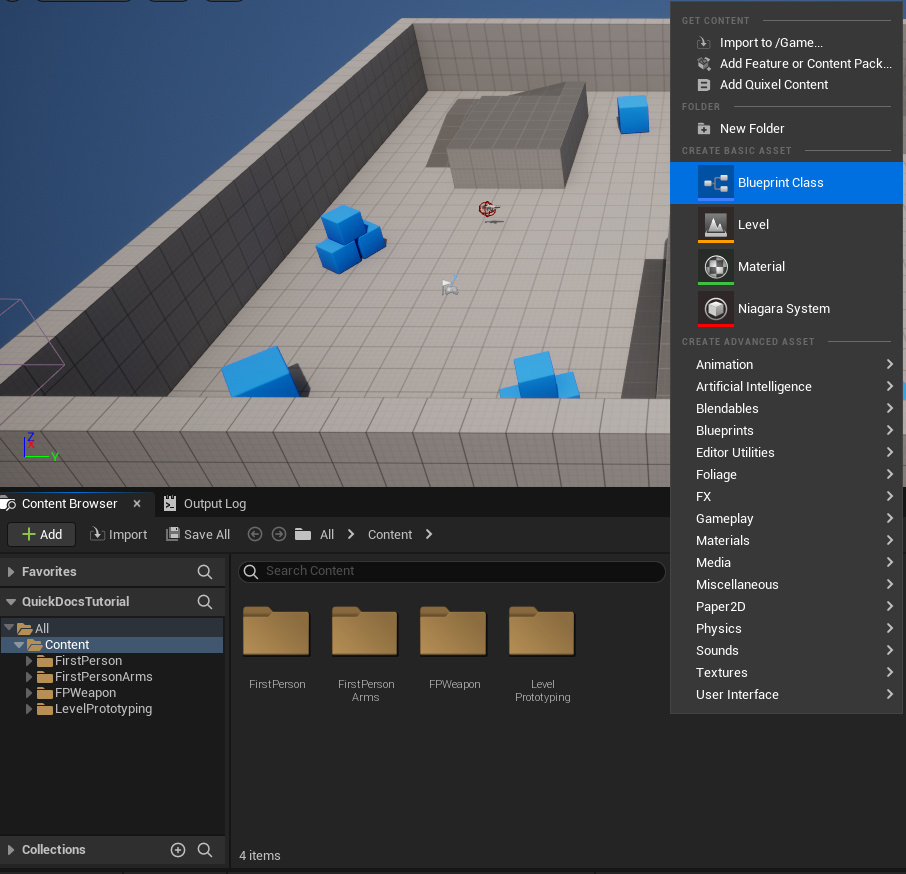 GET CONTENT
Import to /Game...
Add Feature or Content Pack...
Add Quixel Content
FOLDER
New Folder
CREATE BASIC ASSET
Blueprint Class
Level
Material
Niagara System
CREATE ADVANCED ASSET
Animation
Artificial Intelligence
Blendables
Blueprints
Editor Utilities
Foliage
FX
Gameplay
Materials
Media
Miscellaneous
Paper2D
Physics
Sounds
Textures
User Interface
Z
X
Y
Content Browser
Output Log
Add
Import
Save All
All
Content
Favorites
Search Content
QuickDocsTutorial
All
Content
FirstPerson
FirstPersonArms
FPWeapon
LevelPrototyping
FirstPerson
FirstPerson
Arms
FPWeapon
Level
Prototyping
Collections
4 items